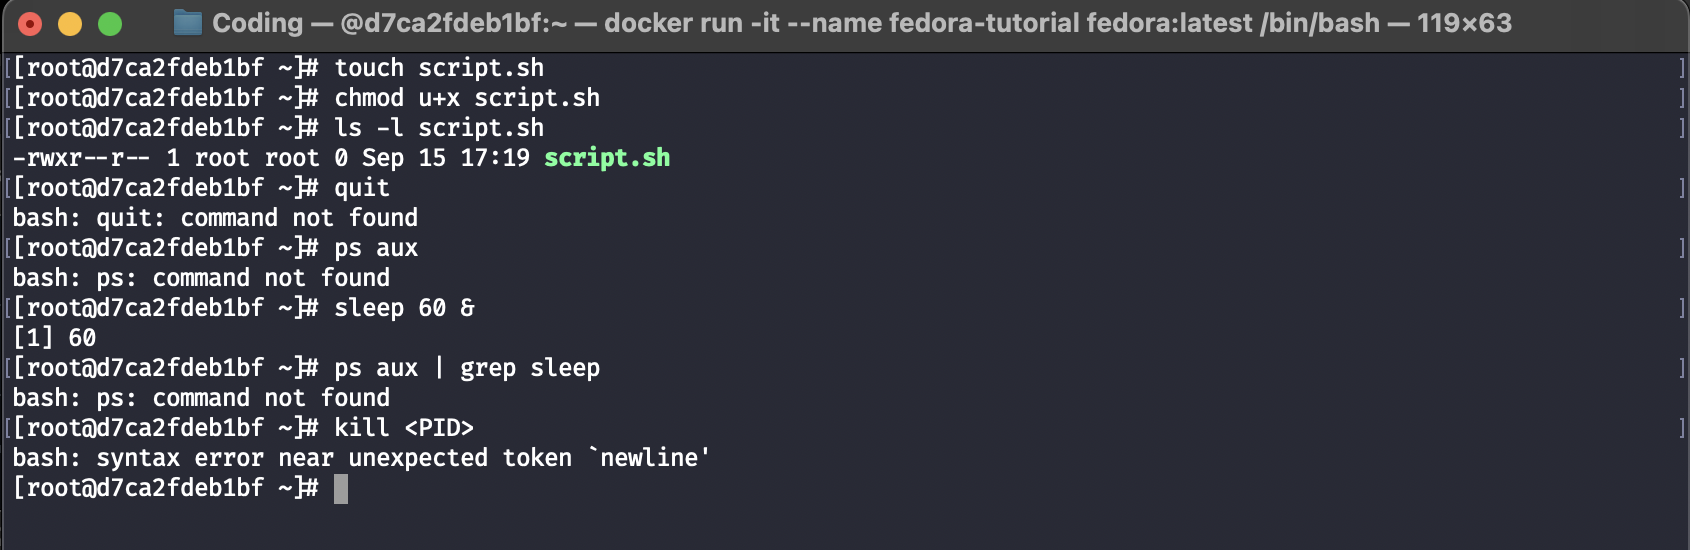 Coding — @d7ca2fdeb1bf:~ — docker run -it --name fedora-tutorial fedora:latest /bin/bash — 119×63
[[root@d7ca2fdeb1bf ~]# touch script.sh ]
[[root@d7ca2fdeb1bf ~]# chmod u+x script.sh ]
[[root@d7ca2fdeb1bf ~]# ls -l script.sh ]
-rwxr--r-- 1 root root 0 Sep 15 17:19 script.sh
[[root@d7ca2fdeb1bf ~]# quit ]
bash: quit: command not found
[[root@d7ca2fdeb1bf ~]# ps aux ]
bash: ps: command not found
[[root@d7ca2fdeb1bf ~]# sleep 60 & ]
[1] 60
[[root@d7ca2fdeb1bf ~]# ps aux | grep sleep ]
bash: ps: command not found
[[root@d7ca2fdeb1bf ~]# kill <PID> ]
bash: syntax error near unexpected token `newline'
[root@d7ca2fdeb1bf ~]#